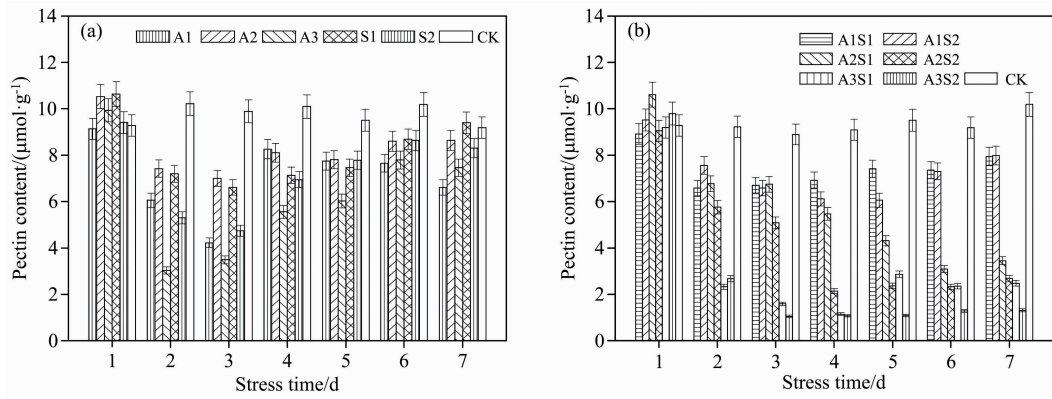 (a)
A1 A2 A3 S1 S2 CK
Pectin content/(μmol·g⁻¹)
14
12
10
8
6
4
2
0
1 2 3 4 5 6 7
Stress time/d
(b)
A1S1 A1S2
A2S1 A2S2
A3S1 A3S2 CK
Pectin content/(μmol·g⁻¹)
14
12
10
8
6
4
2
0
1 2 3 4 5 6 7
Stress time/d